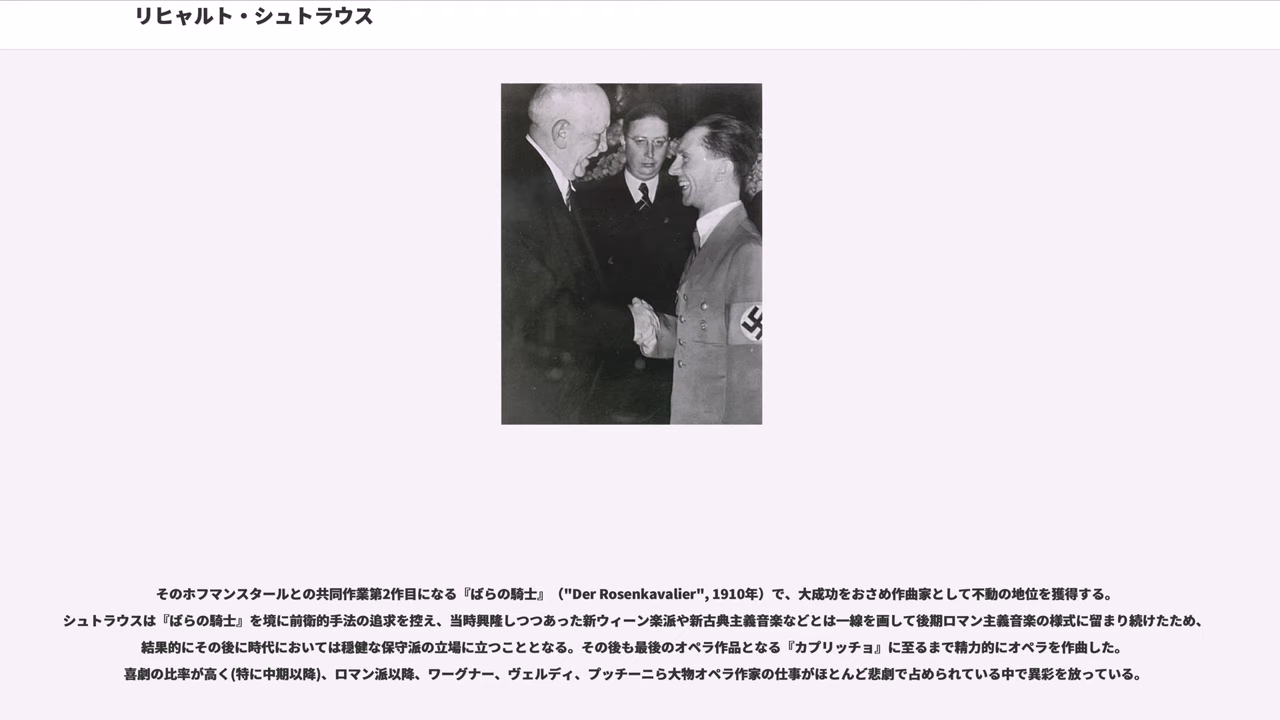 リヒャルト・シュトラウス
そのホフマンスタールとの共同作業第2作目になる『ばらの騎士』（"Der Rosenkavalier", 1910年）で、大成功をおさめ作曲家として不動の地位を獲得する。
シュトラウスは『ばらの騎士』を境に前衛的手法の追求を控え、当時興隆しつつあった新ウィーン楽派や新古典主義音楽などとは一線を画して後期ロマン主義音楽の様式に留まり続けたため、
結果的にその後に時代においては穏健な保守派の立場に立つこととなる。その後も最後のオペラ作品となる『カプリッチョ』に至るまで精力的にオペラを作曲した。
喜劇の比率が高く(特に中期以降)、ロマン派以降、ワーグナー、ヴェルディ、プッチーニら大物オペラ作家の仕事がほとんど悲劇で占められている中で異彩を放っている。